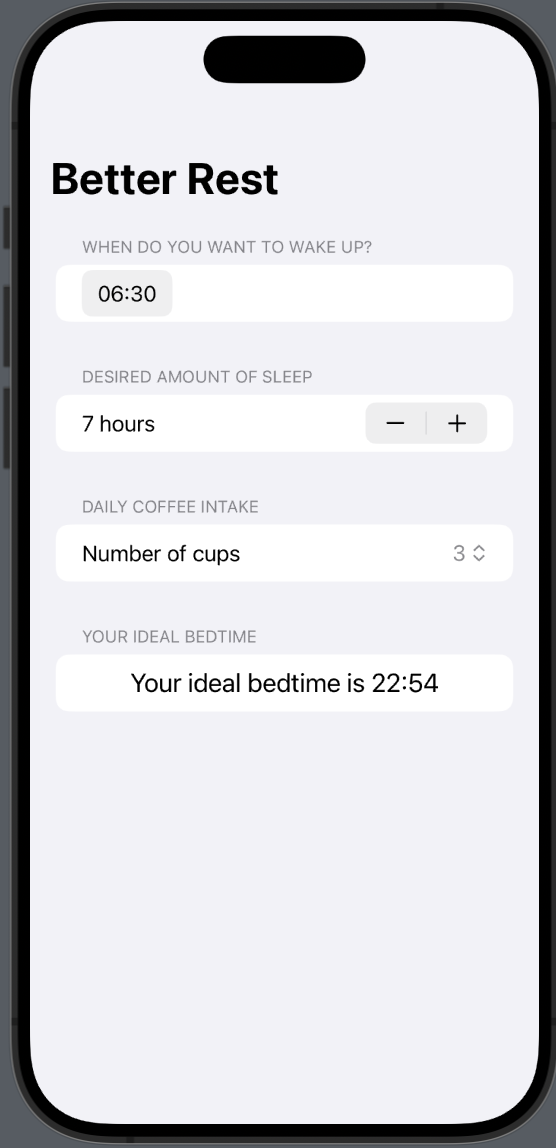 Better Rest
WHEN DO YOU WANT TO WAKE UP?
06:30
DESIRED AMOUNT OF SLEEP
7 hours
DAILY COFFEE INTAKE
Number of cups 3
YOUR IDEAL BEDTIME
Your ideal bedtime is 22:54